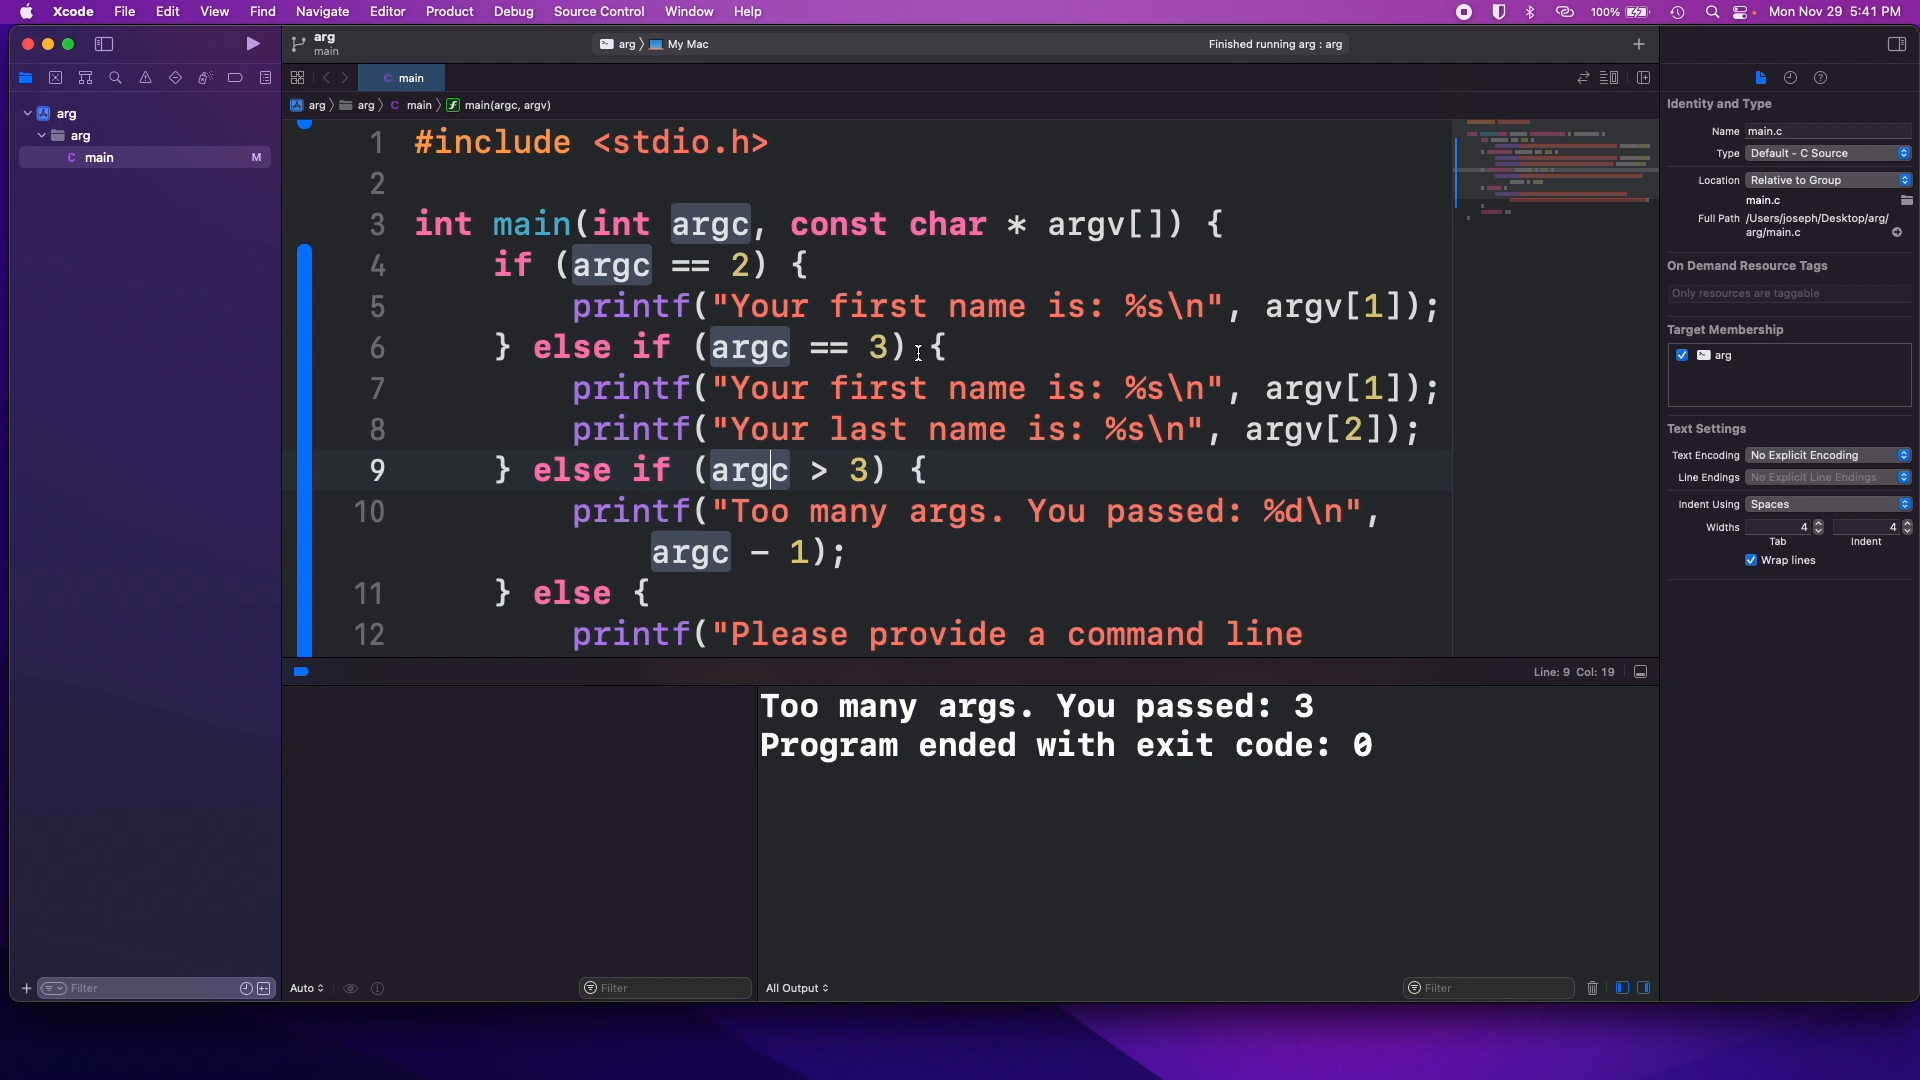 Xcode File Edit View Find Navigate Editor Product Debug Source Control Window Help 100% Mon Nov 29 5:41 PM
arg
main
arg 〉 My Mac
Finished running arg : arg
main
arg 〉 arg 〉 C main 〉 f main(argc, argv)
arg
arg
C main M
1 #include <stdio.h>
2
3 int main(int argc, const char * argv[]) {
4 if (argc == 2) {
5 printf("Your first name is: %s\n", argv[1]);
6 } else if (argc == 3) {
7 printf("Your first name is: %s\n", argv[1]);
8 printf("Your last name is: %s\n", argv[2]);
9 } else if (argc > 3) {
10 printf("Too many args. You passed: %d\n",
argc - 1);
11 } else {
12 printf("Please provide a command line
Line: 9 Col: 19
Too many args. You passed: 3
Program ended with exit code: 0
Filter
Auto
Filter
All Output
Filter
Identity and Type
Name main.c
Type Default - C Source
Location Relative to Group
main.c
Full Path /Users/joseph/Desktop/arg/
arg/main.c
On Demand Resource Tags
Only resources are taggable
Target Membership
arg
Text Settings
Text Encoding No Explicit Encoding
Line Endings No Explicit Line Endings
Indent Using Spaces
Widths 4 4
Tab Indent
Wrap lines